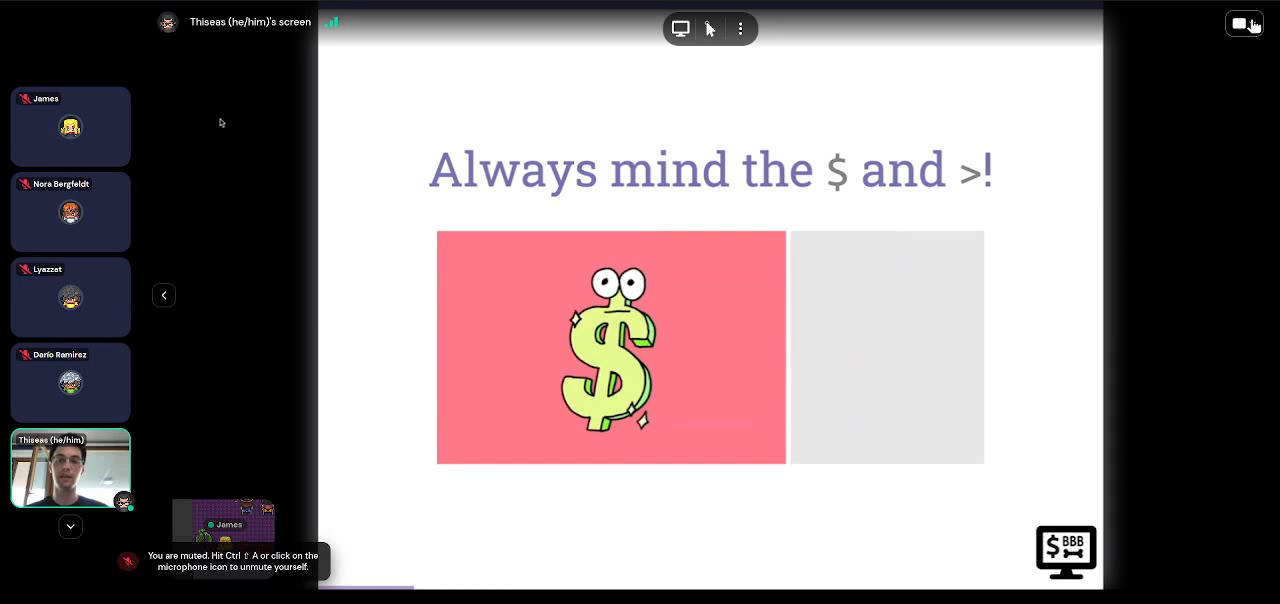 Thiseas (he/him)'s screen
James
Nora Bergfeldt
Lyazzat
Darío Ramirez
Thiseas (he/him)
Always mind the $ and >!
$
James
You are muted. Hit Ctrl ⇧ A or click on the
microphone icon to unmute yourself.
$ BBB